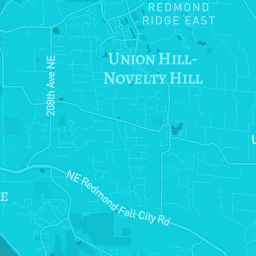 REDMOND
RIDGE EAST
UNION HILL-
NOVELTY HILL
208th Ave NE
NE Redmond Fall City Rd